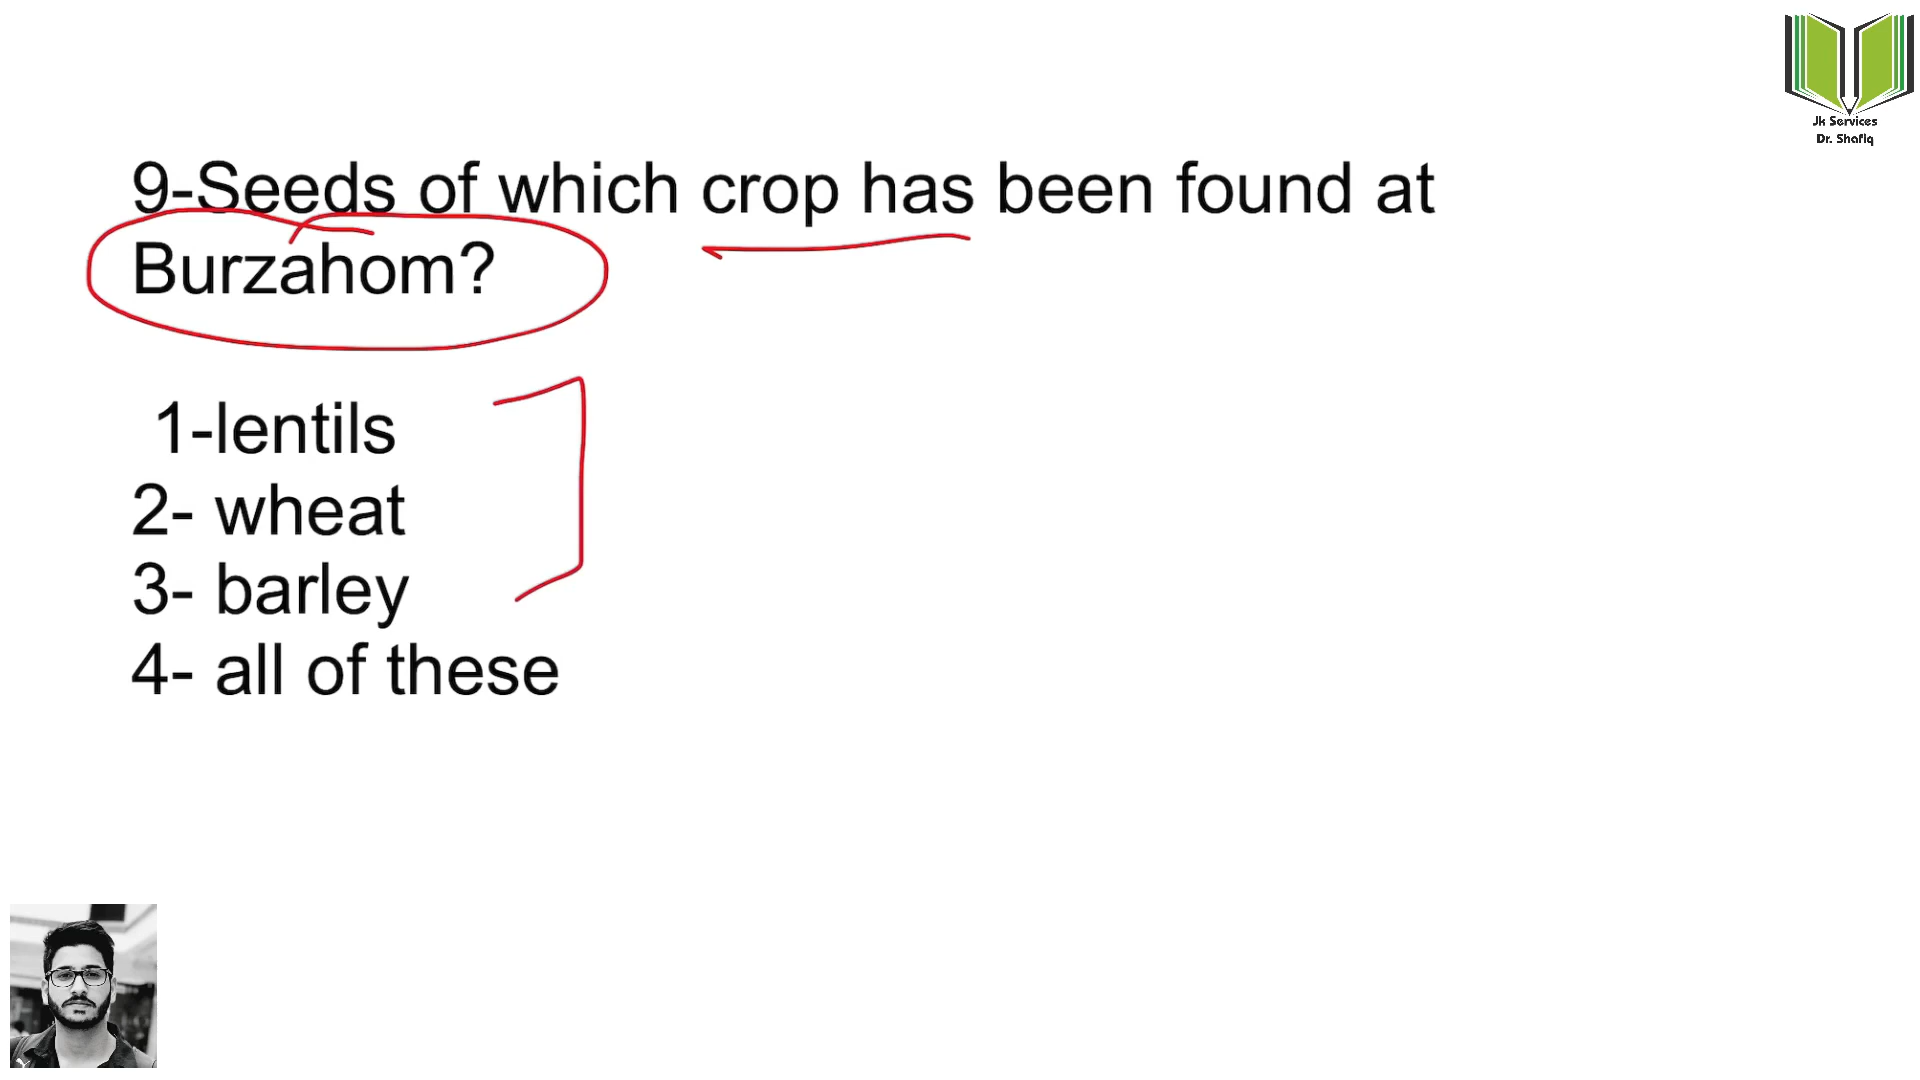 Jk Services
Dr. Shafiq
9-Seeds of which crop has been found at
Burzahom?
1-lentils
2- wheat
3- barley
4- all of these